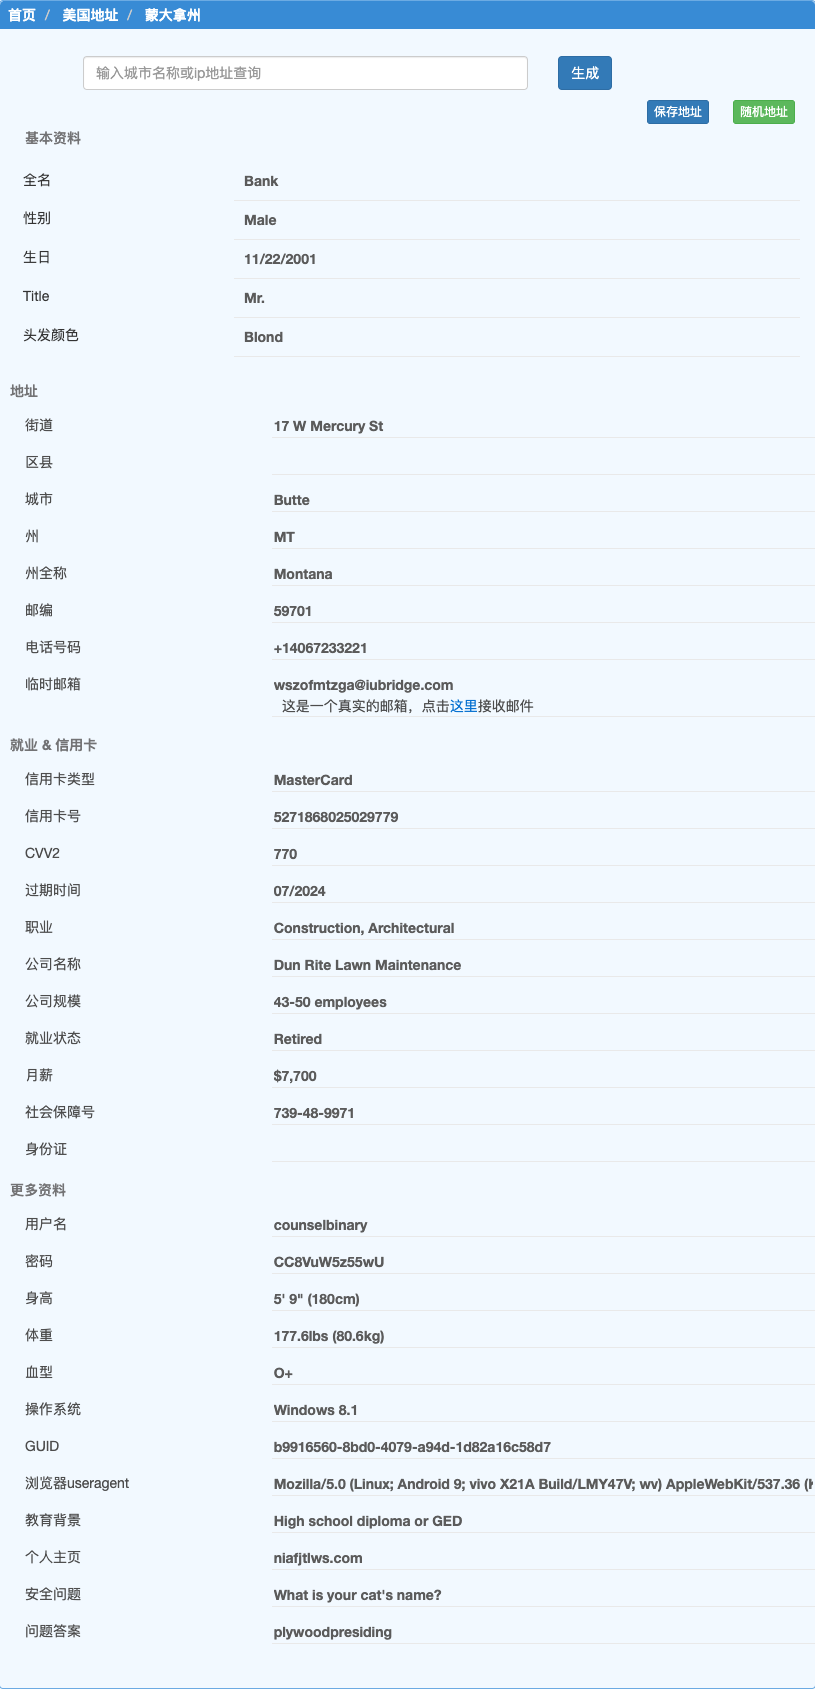 首页 / 美国地址 / 蒙大拿州
输入城市名称或ip地址查询 生成
保存地址 随机地址
基本资料
全名 Bank
性别 Male
生日 11/22/2001
Title Mr.
头发颜色 Blond
地址
街道 17 W Mercury St
区县
城市 Butte
州 MT
州全称 Montana
邮编 59701
电话号码 +14067233221
临时邮箱 wszofmtzga@iubridge.com
这是一个真实的邮箱，点击这里接收邮件
就业 & 信用卡
信用卡类型 MasterCard
信用卡号 5271868025029779
CVV2 770
过期时间 07/2024
职业 Construction, Architectural
公司名称 Dun Rite Lawn Maintenance
公司规模 43-50 employees
就业状态 Retired
月薪 $7,700
社会保障号 739-48-9971
身份证
更多资料
用户名 counselbinary
密码 CC8VuW5z55wU
身高 5' 9" (180cm)
体重 177.6lbs (80.6kg)
血型 O+
操作系统 Windows 8.1
GUID b9916560-8bd0-4079-a94d-1d82a16c58d7
浏览器useragent Mozilla/5.0 (Linux; Android 9; vivo X21A Build/LMY47V; wv) AppleWebKit/537.36 (
教育背景 High school diploma or GED
个人主页 niafjtlws.com
安全问题 What is your cat's name?
问题答案 plywoodpresiding